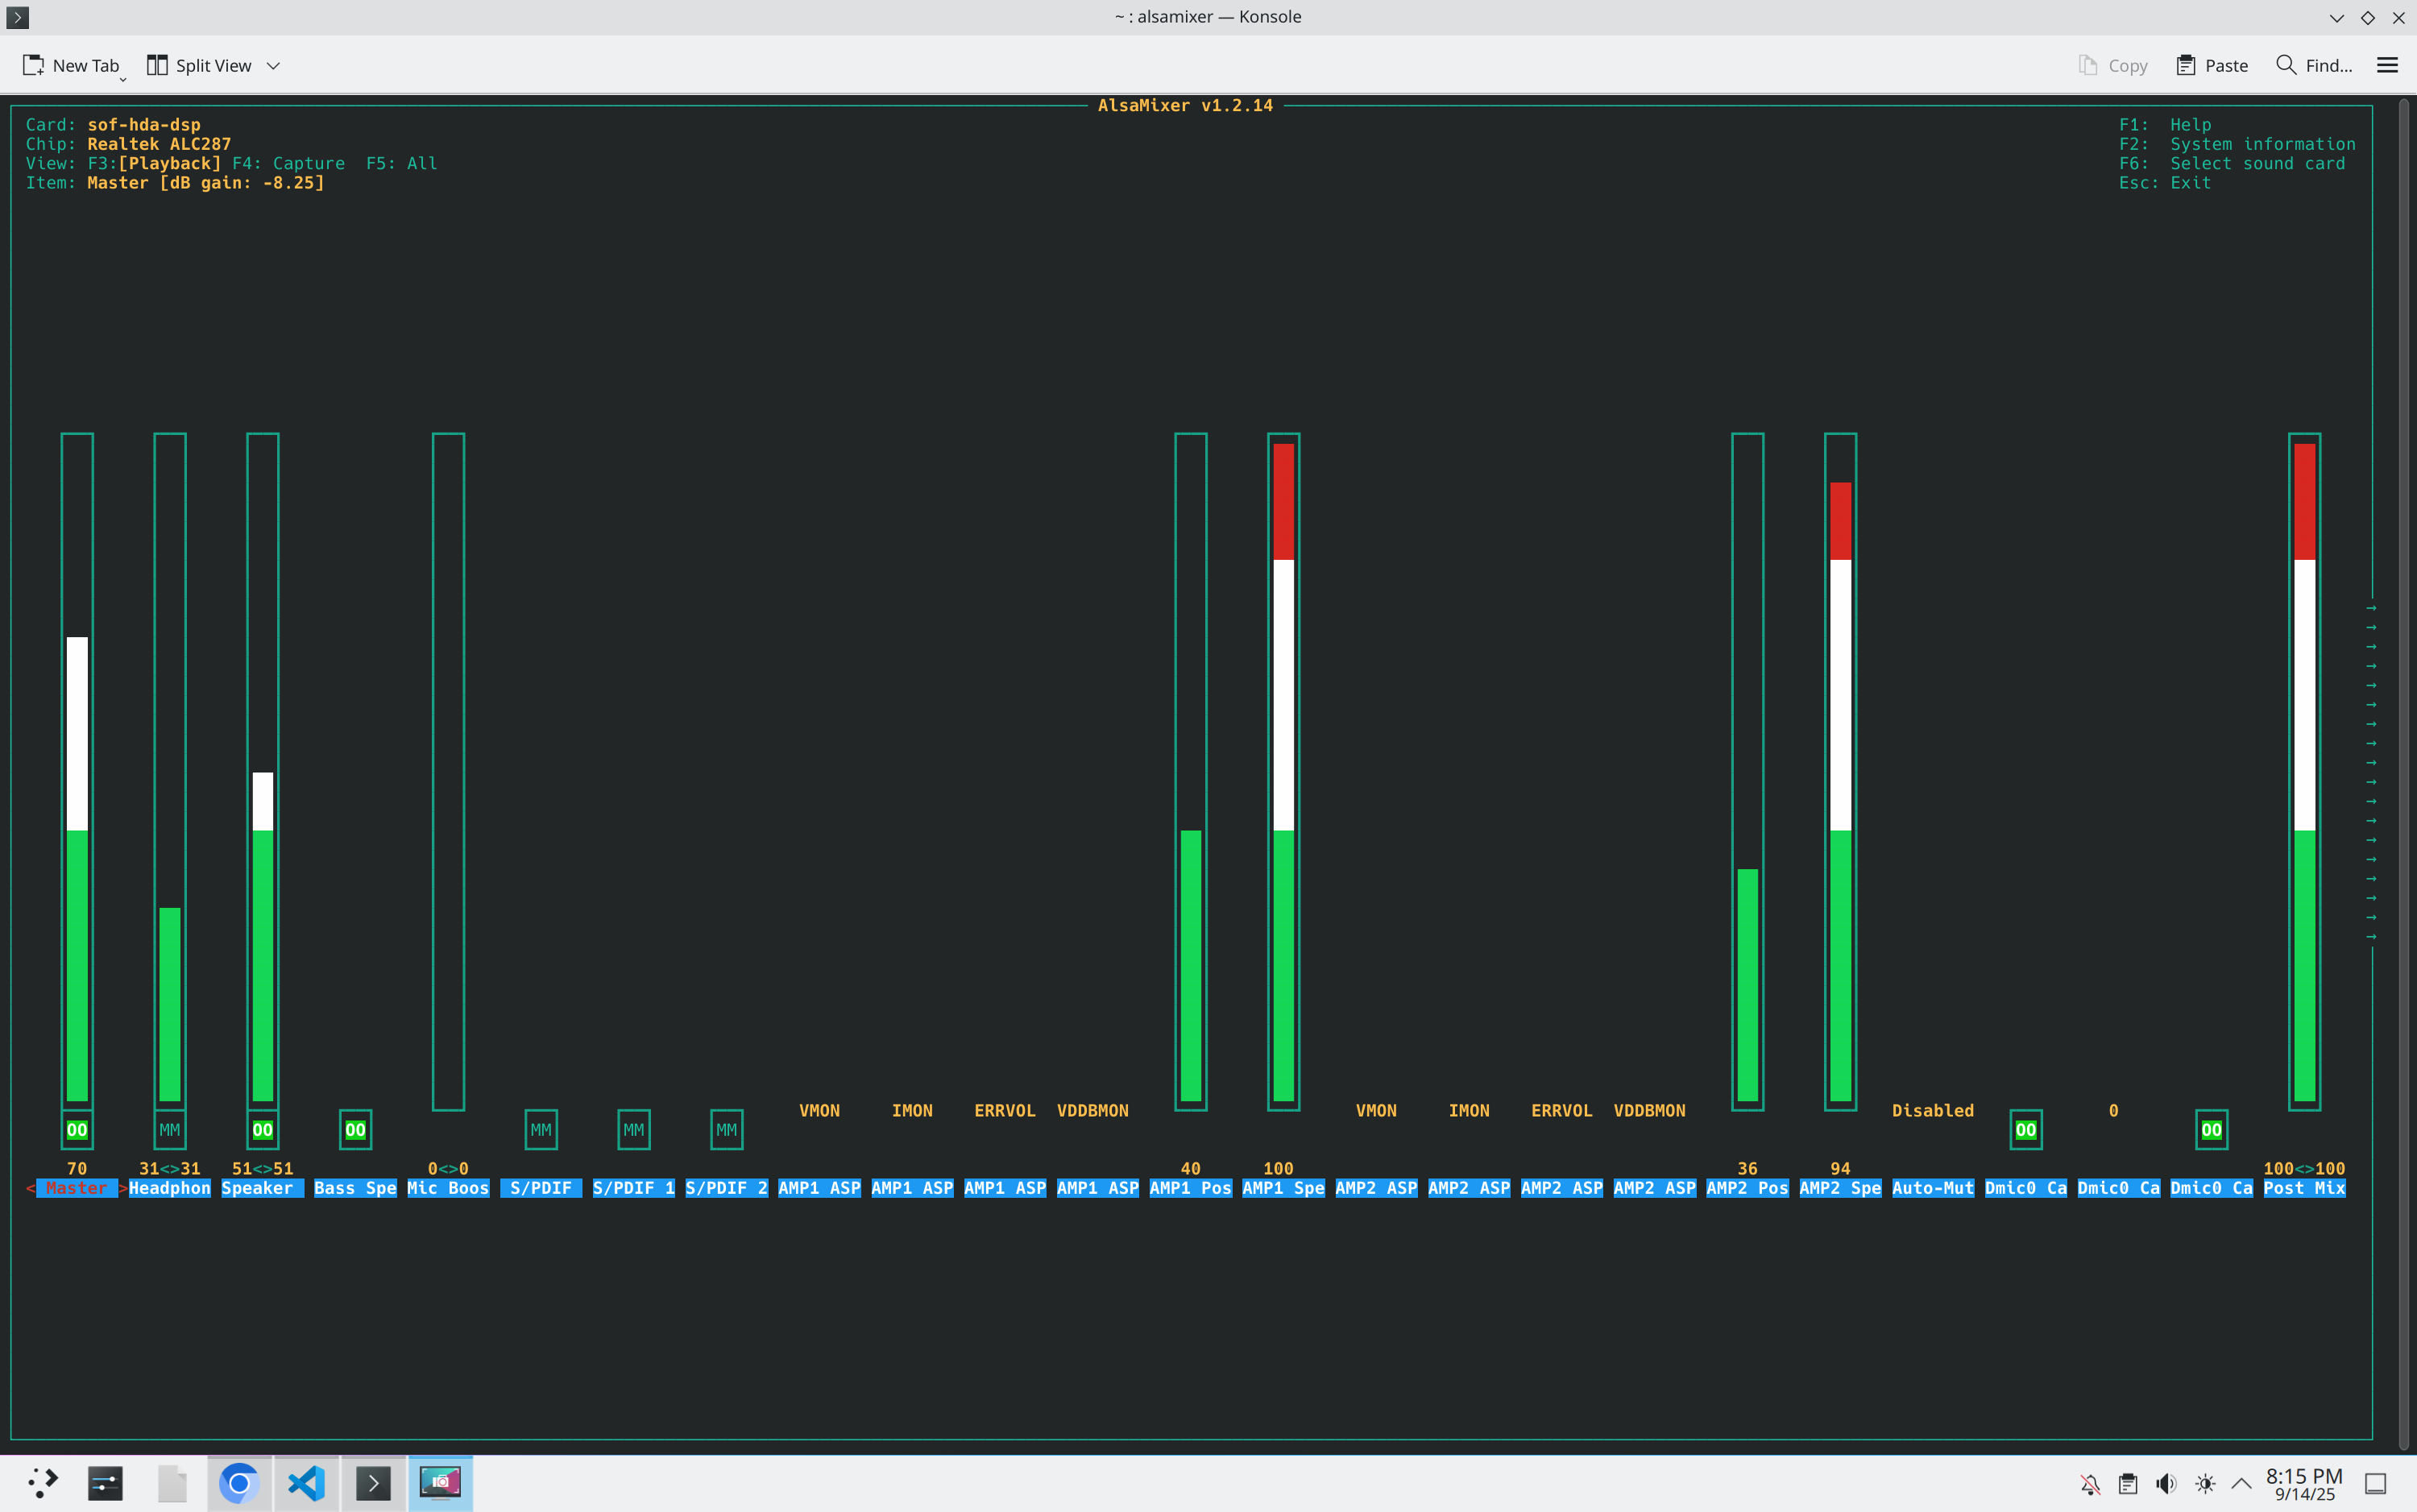 ~ : alsamixer — Konsole
New Tab Split View Copy Paste Find...
AlsaMixer v1.2.14
Card: sof-hda-dsp F1: Help
Chip: Realtek ALC287 F2: System information
View: F3:[Playback] F4: Capture F5: All F6: Select sound card
Item: Master [dB gain: -8.25] Esc: Exit
VMON IMON ERRVOL VDDBMON VMON IMON ERRVOL VDDBMON Disabled 0
OO MM OO OO MM MM MM OO OO
70 31<>31 51<>51 0<>0 40 100 36 94 100<>100
< Master >Headphon Speaker Bass Spe Mic Boos S/PDIF S/PDIF 1 S/PDIF 2 AMP1 ASP AMP1 ASP AMP1 ASP AMP1 ASP AMP1 Pos AMP1 Spe AMP2 ASP AMP2 ASP AMP2 ASP AMP2 ASP AMP2 Pos AMP2 Spe Auto-Mut Dmic0 Ca Dmic0 Ca Dmic0 Ca Post Mix
8:15 PM
9/14/25